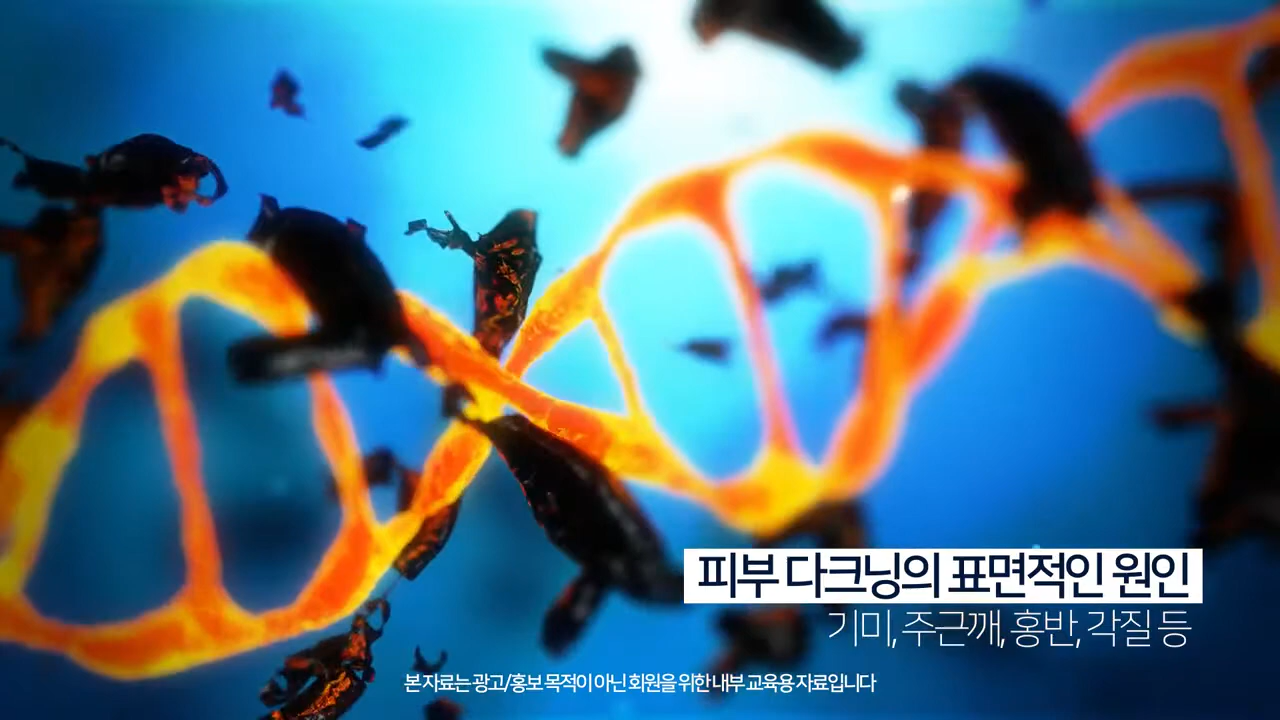 피부 다크닝의 표면적인 원인
기미, 주근깨, 홍반, 각질 등
본 자료는 광고/홍보 목적이 아닌 회원을 위한 내부 교육용 자료입니다